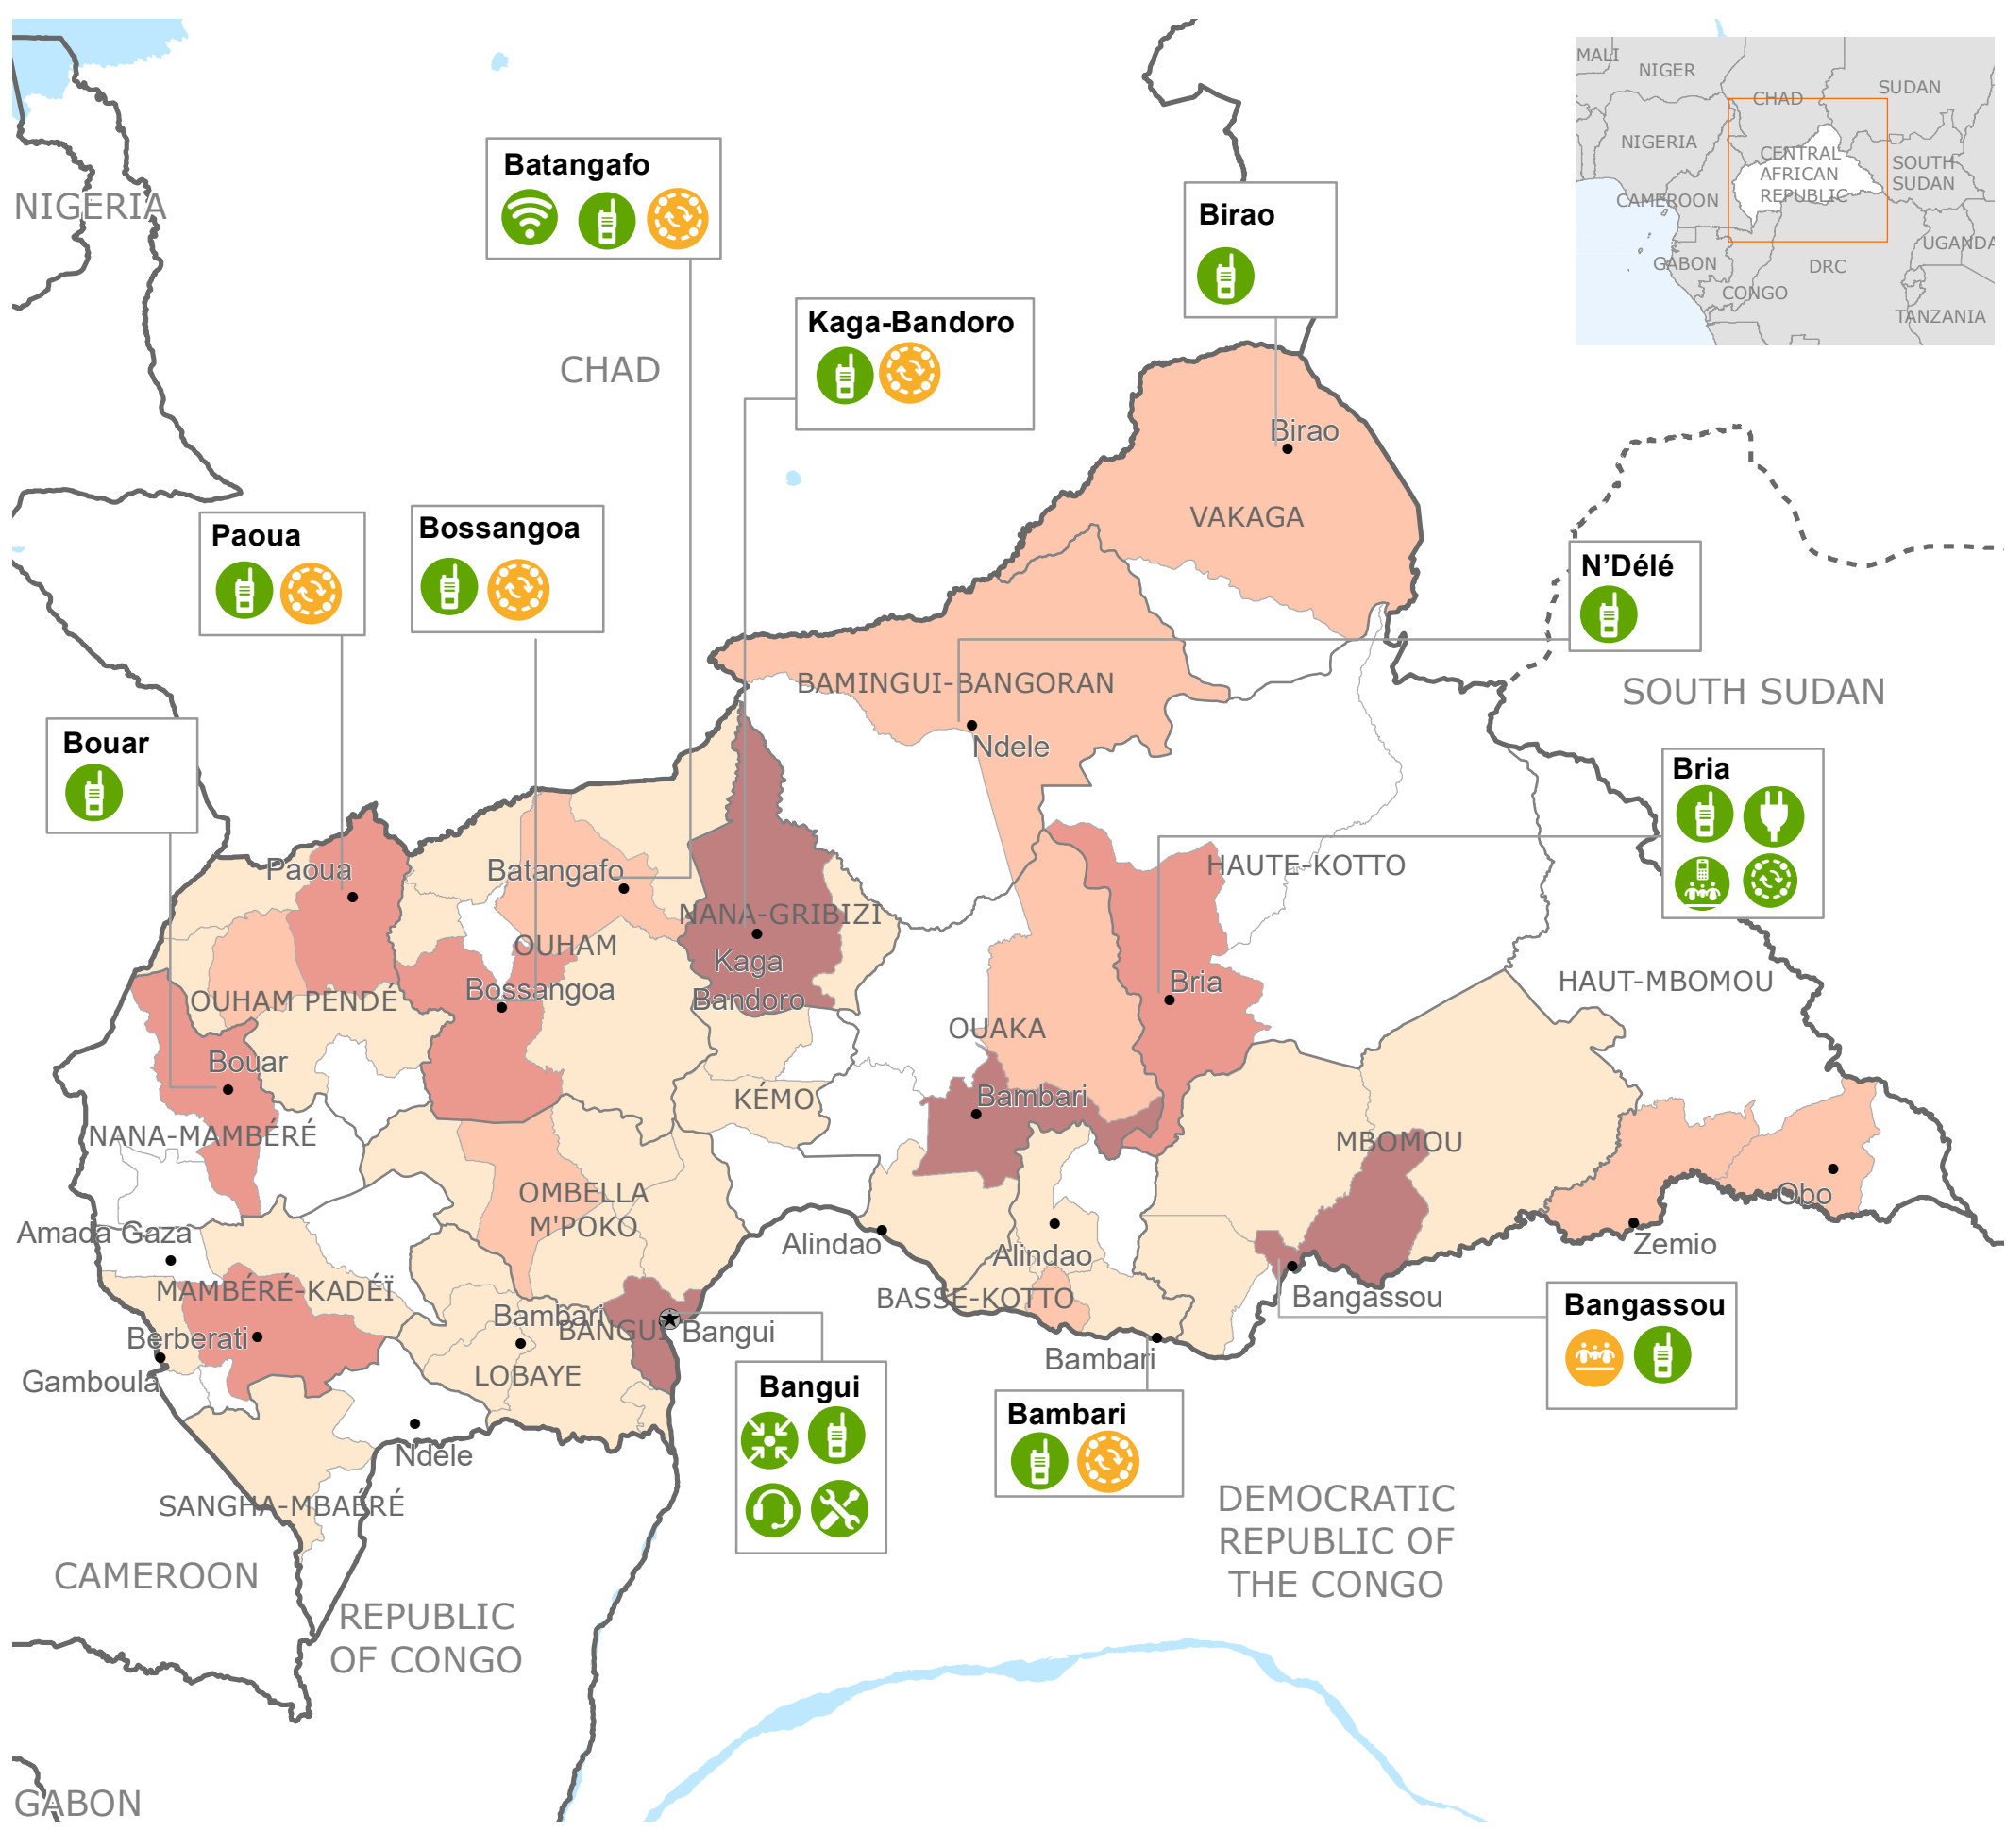 MALI
NIGER
CHAD
SUDAN
NIGERIA
CENTRAL
AFRICAN
REPUBLIC
SOUTH
SUDAN
CAMEROON
UGANDA
GABON
DRC
CONGO
TANZANIA
Batangafo
NIGERIA
Birao
Kaga-Bandoro
CHAD
Birao
VAKAGA
Paoua
Bossangoa
N'Délé
BAMINGUI-BANGORAN
SOUTH SUDAN
Bouar
Ndele
Bria
Paoua
Batangafo
HAUTE-KOTTO
NANA-GRIBIZI
OUHAM
Kaga
Bandoro
Bossangoa
OUHAM PENDÉ
Bria
HAUT-MBOMOU
OUAKA
Bouar
KÉMO
Bambari
NANA-MAMBÉRÉ
MBOMOU
OMBELLA
M'POKO
Obo
Amada Gaza
Alindao
Alindao
Zemio
MAMBÉRÉ-KADÉÏ
BASSE-KOTTO
Bangassou
Bangassou
Berberati
Bambari
BANGUI
Bangui
Gamboula
LOBAYE
Bambari
Bangui
Bambari
Ndele
SANGHA-MBAÉRÉ
DEMOCRATIC
REPUBLIC OF
THE CONGO
CAMEROON
REPUBLIC
OF CONGO
GABON